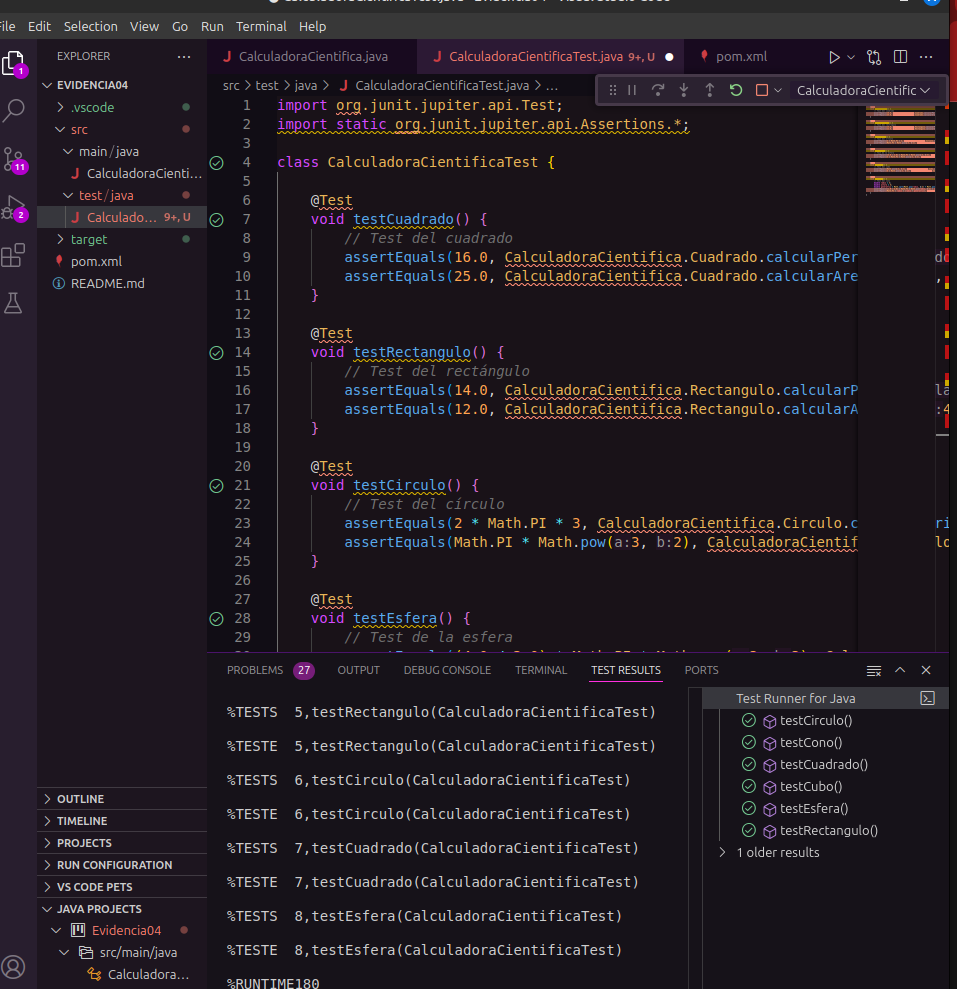 File Edit Selection View Go Run Terminal Help
EXPLORER
EVIDENCIA04
.vscode
src
main/java
CalculadoraCienti...
test/java
Calculado... 9+, U
target
pom.xml
README.md
1
11
2
OUTLINE
TIMELINE
PROJECTS
RUN CONFIGURATION
VS CODE PETS
JAVA PROJECTS
Evidencia04
src/main/java
Calculadora...
CalculadoraCientifica.java
CalculadoraCientificaTest.java 9+, U
pom.xml
src > test > java > CalculadoraCientificaTest.java > ...
CalculadoraCientific
1 import org.junit.jupiter.api.Test;
2 import static org.junit.jupiter.api.Assertions.*;
3
4 class CalculadoraCientificaTest {
5
6 @Test
7 void testCuadrado() {
8 // Test del cuadrado
9 assertEquals(16.0, CalculadoraCientifica.Cuadrado.calcularPer
10 assertEquals(25.0, CalculadoraCientifica.Cuadrado.calcularAre
11 }
12
13 @Test
14 void testRectangulo() {
15 // Test del rectángulo
16 assertEquals(14.0, CalculadoraCientifica.Rectangulo.calcularP
17 assertEquals(12.0, CalculadoraCientifica.Rectangulo.calcularA
18 }
19
20 @Test
21 void testCirculo() {
22 // Test del círculo
23 assertEquals(2 * Math.PI * 3, CalculadoraCientifica.Circulo.c
24 assertEquals(Math.PI * Math.pow(a:3, b:2), CalculadoraCientif
25 }
26
27 @Test
28 void testEsfera() {
29 // Test de la esfera
PROBLEMS 27 OUTPUT DEBUG CONSOLE TERMINAL TEST RESULTS PORTS
%TESTS 5,testRectangulo(CalculadoraCientificaTest)
%TESTE 5,testRectangulo(CalculadoraCientificaTest)
%TESTS 6,testCirculo(CalculadoraCientificaTest)
%TESTE 6,testCirculo(CalculadoraCientificaTest)
%TESTS 7,testCuadrado(CalculadoraCientificaTest)
%TESTE 7,testCuadrado(CalculadoraCientificaTest)
%TESTS 8,testEsfera(CalculadoraCientificaTest)
%TESTE 8,testEsfera(CalculadoraCientificaTest)
%RUNTIME180
Test Runner for Java
testCirculo()
testCono()
testCuadrado()
testCubo()
testEsfera()
testRectangulo()
1 older results